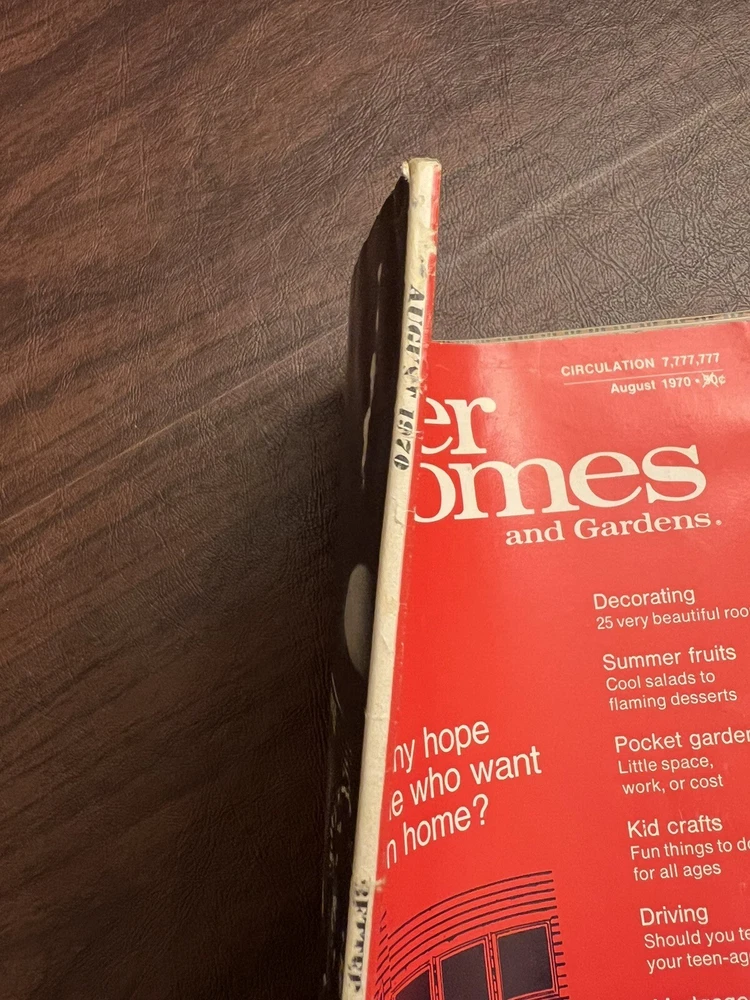 AUGUST 1970
BETTER
CIRCULATION 7,777,777
August 1970 • 50¢
er
omes
and Gardens.
Decorating
25 very beautiful roo
Summer fruits
Cool salads to
flaming desserts
Pocket garden
Little space,
work, or cost
Kid crafts
Fun things to do
for all ages
Driving
Should you te
your teen-ag
ny hope
e who want
n home?